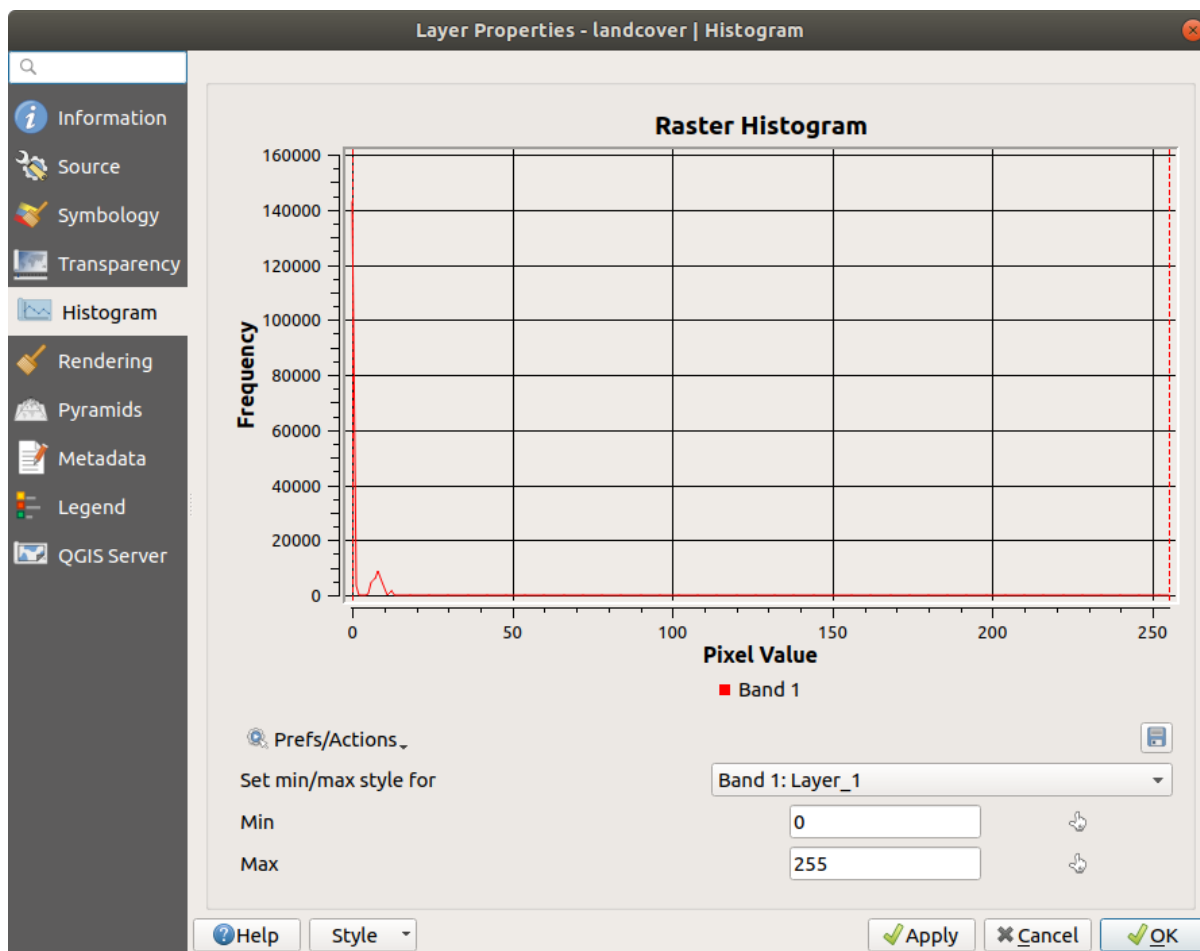 Layer Properties - landcover | Histogram
Information
Source
Symbology
Transparency
Histogram
Rendering
Pyramids
Metadata
Legend
QGIS Server
Raster Histogram
Frequency
160000
140000
120000
100000
80000
60000
40000
20000
0
0 50 100 150 200 250
Pixel Value
Band 1
Prefs/Actions
Set min/max style for Band 1: Layer_1
Min 0
Max 255
Help Style Apply Cancel OK